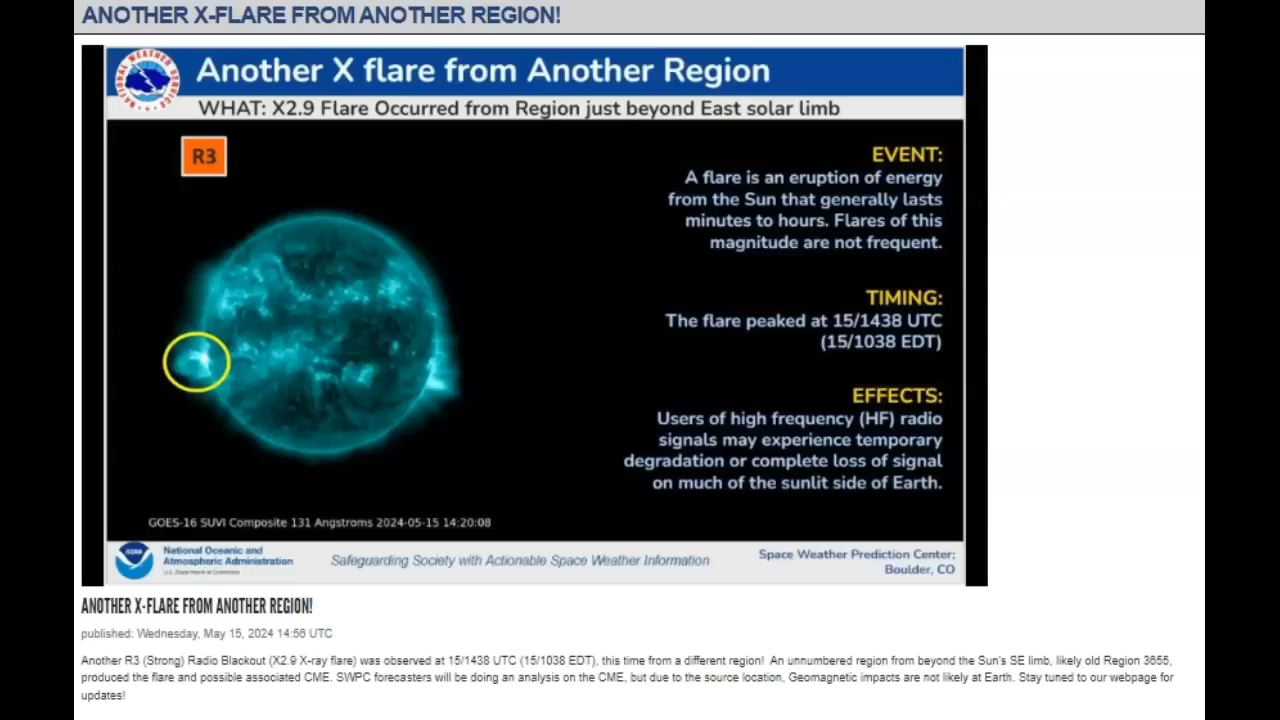 ANOTHER X-FLARE FROM ANOTHER REGION!
NATIONAL WEATHER SERVICE
Another X flare from Another Region
WHAT: X2.9 Flare Occurred from Region just beyond East solar limb
R3
EVENT:
A flare is an eruption of energy
from the Sun that generally lasts
minutes to hours. Flares of this
magnitude are not frequent.
TIMING:
The flare peaked at 15/1438 UTC
(15/1038 EDT)
EFFECTS:
Users of high frequency (HF) radio
signals may experience temporary
degradation or complete loss of signal
on much of the sunlit side of Earth.
GOES-16 SUVI Composite 131 Angstroms 2024-05-15 14:20:08
NOAA
National Oceanic and
Atmospheric Administration
U.S. Department of Commerce
Safeguarding Society with Actionable Space Weather Information
Space Weather Prediction Center;
Boulder, CO
ANOTHER X-FLARE FROM ANOTHER REGION!
published: Wednesday, May 15, 2024 14:56 UTC
Another R3 (Strong) Radio Blackout (X2.9 X-ray flare) was observed at 15/1438 UTC (15/1038 EDT), this time from a different region! An unnumbered region from beyond the Sun's SE limb, likely old Region 3655,
produced the flare and possible associated CME. SWPC forecasters will be doing an analysis on the CME, but due to the source location, Geomagnetic impacts are not likely at Earth. Stay tuned to our webpage for
updates!